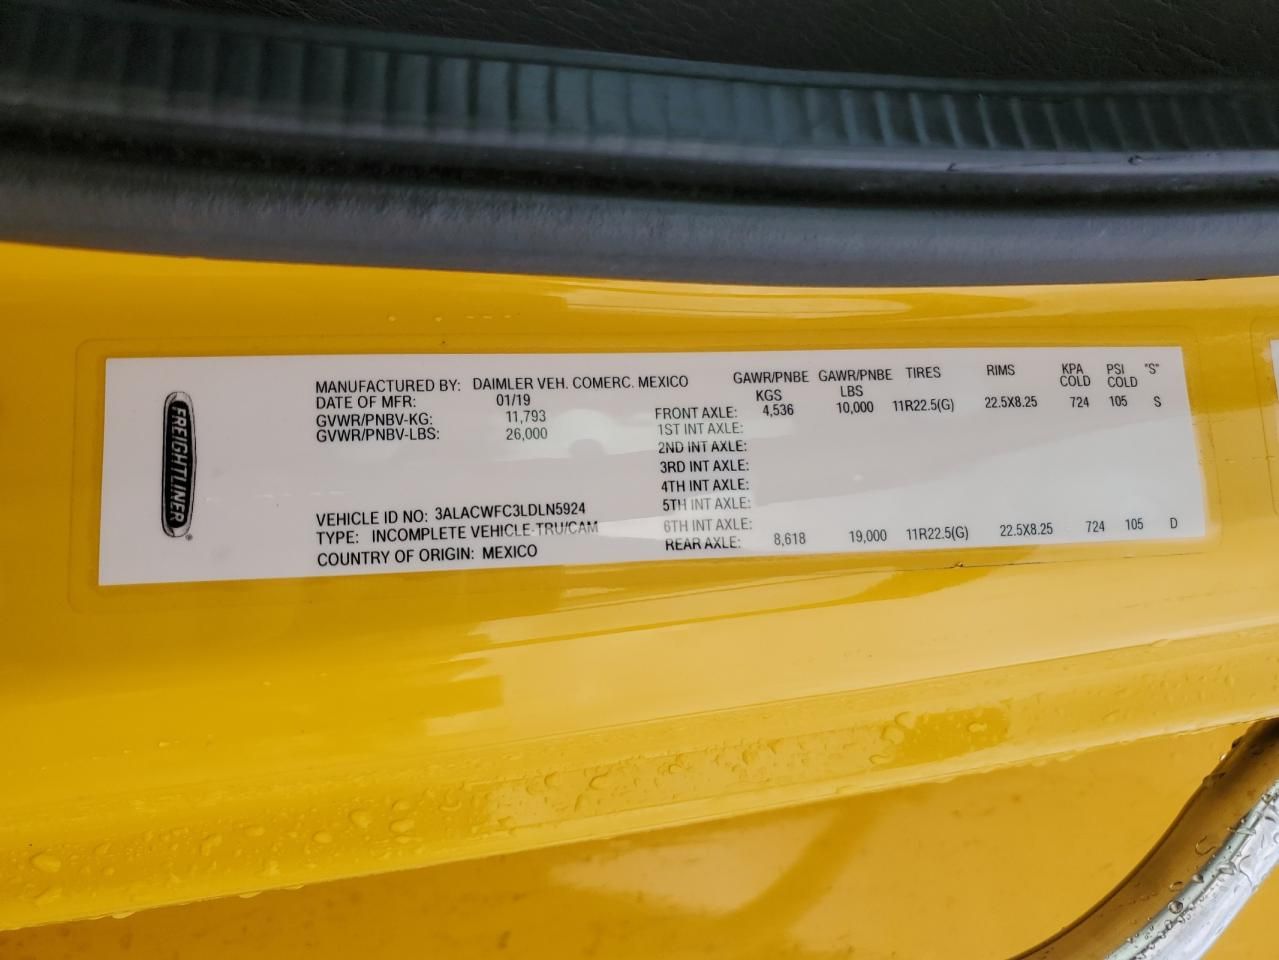 FREIGHTLINER
MANUFACTURED BY: DAIMLER VEH. COMERC. MEXICO
DATE OF MFR: 01/19
GVWR/PNBV-KG: 11,793
GVWR/PNBV-LBS: 26,000
VEHICLE ID NO: 3ALACWFC3LDLN5924
TYPE: INCOMPLETE VEHICLE-TRU/CAM
COUNTRY OF ORIGIN: MEXICO
GAWR/PNBE KGS GAWR/PNBE LBS TIRES RIMS KPA COLD PSI COLD "S"
FRONT AXLE: 4,536 10,000 11R22.5(G) 22.5X8.25 724 105 S
1ST INT AXLE:
2ND INT AXLE:
3RD INT AXLE:
4TH INT AXLE:
5TH INT AXLE:
6TH INT AXLE:
REAR AXLE: 8,618 19,000 11R22.5(G) 22.5X8.25 724 105 D